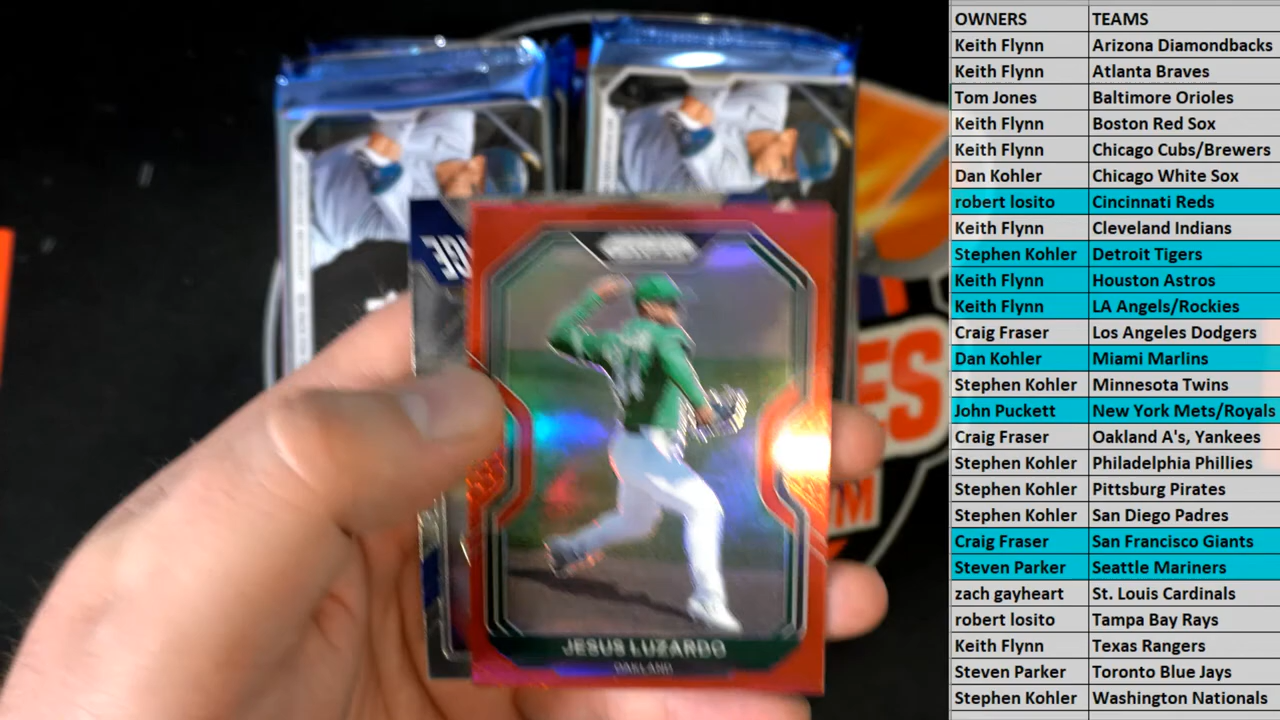 OWNERS TEAMS
Keith Flynn Arizona Diamondbacks
Keith Flynn Atlanta Braves
Tom Jones Baltimore Orioles
Keith Flynn Boston Red Sox
Keith Flynn Chicago Cubs/Brewers
Dan Kohler Chicago White Sox
robert losito Cincinnati Reds
Keith Flynn Cleveland Indians
Stephen Kohler Detroit Tigers
Keith Flynn Houston Astros
Keith Flynn LA Angels/Rockies
Craig Fraser Los Angeles Dodgers
Dan Kohler Miami Marlins
Stephen Kohler Minnesota Twins
John Puckett New York Mets/Royals
Craig Fraser Oakland A's, Yankees
Stephen Kohler Philadelphia Phillies
Stephen Kohler Pittsburg Pirates
Stephen Kohler San Diego Padres
Craig Fraser San Francisco Giants
Steven Parker Seattle Mariners
zach gayheart St. Louis Cardinals
robert losito Tampa Bay Rays
Keith Flynn Texas Rangers
Steven Parker Toronto Blue Jays
Stephen Kohler Washington Nationals
JESUS LUZARDO
OAKLAND